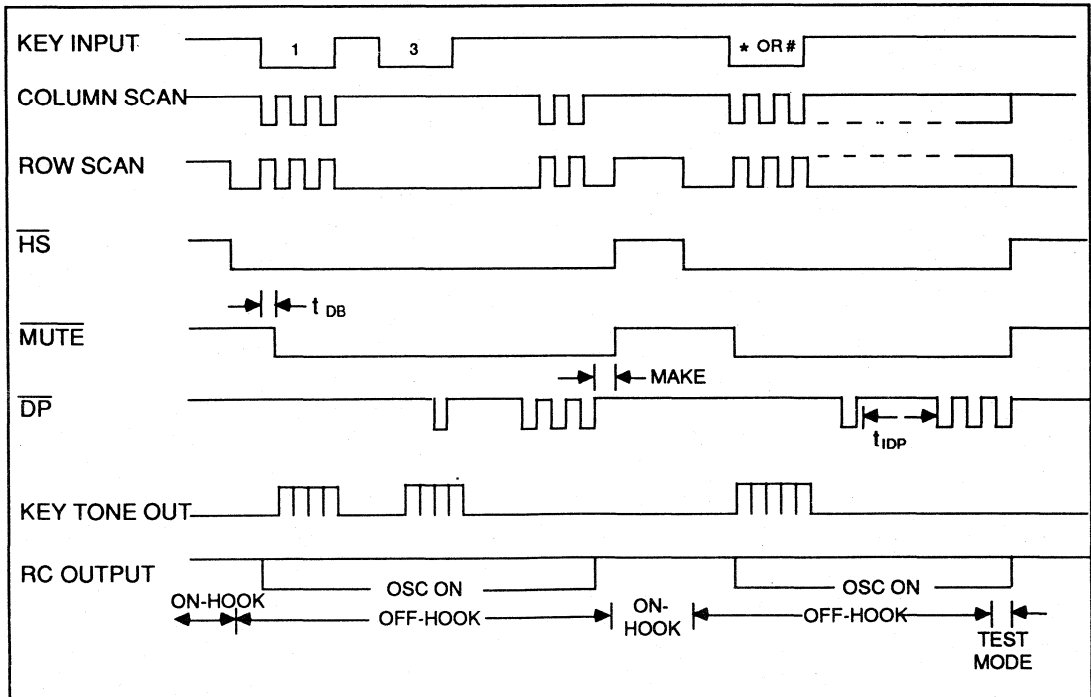 KEY INPUT 1 3 * OR #
COLUMN SCAN
ROW SCAN
HS
t DB
MUTE
MAKE
DP
tIDP
KEY TONE OUT
RC OUTPUT
OSC ON OSC ON
ON-HOOK OFF-HOOK ON-HOOK OFF-HOOK
TEST
MODE